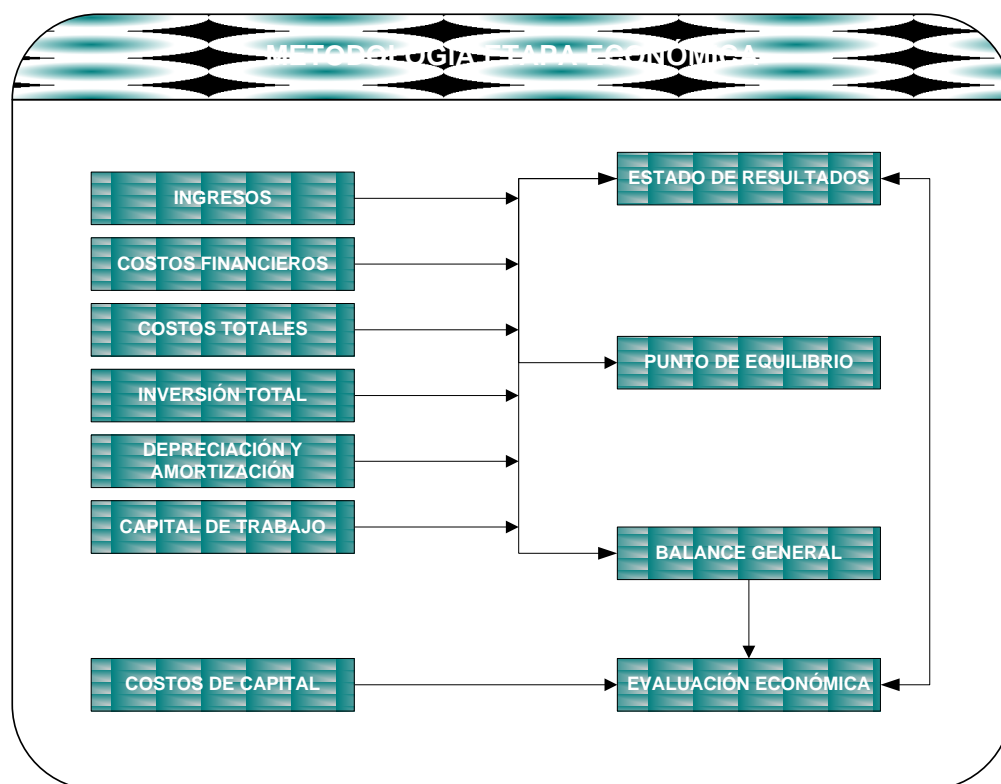 METODOLOGÍA ETAPA ECONÓMICA
INGRESOS
COSTOS FINANCIEROS
COSTOS TOTALES
INVERSIÓN TOTAL
DEPRECIACIÓN Y
AMORTIZACIÓN
CAPITAL DE TRABAJO
COSTOS DE CAPITAL
ESTADO DE RESULTADOS
PUNTO DE EQUILIBRIO
BALANCE GENERAL
EVALUACIÓN ECONÓMICA